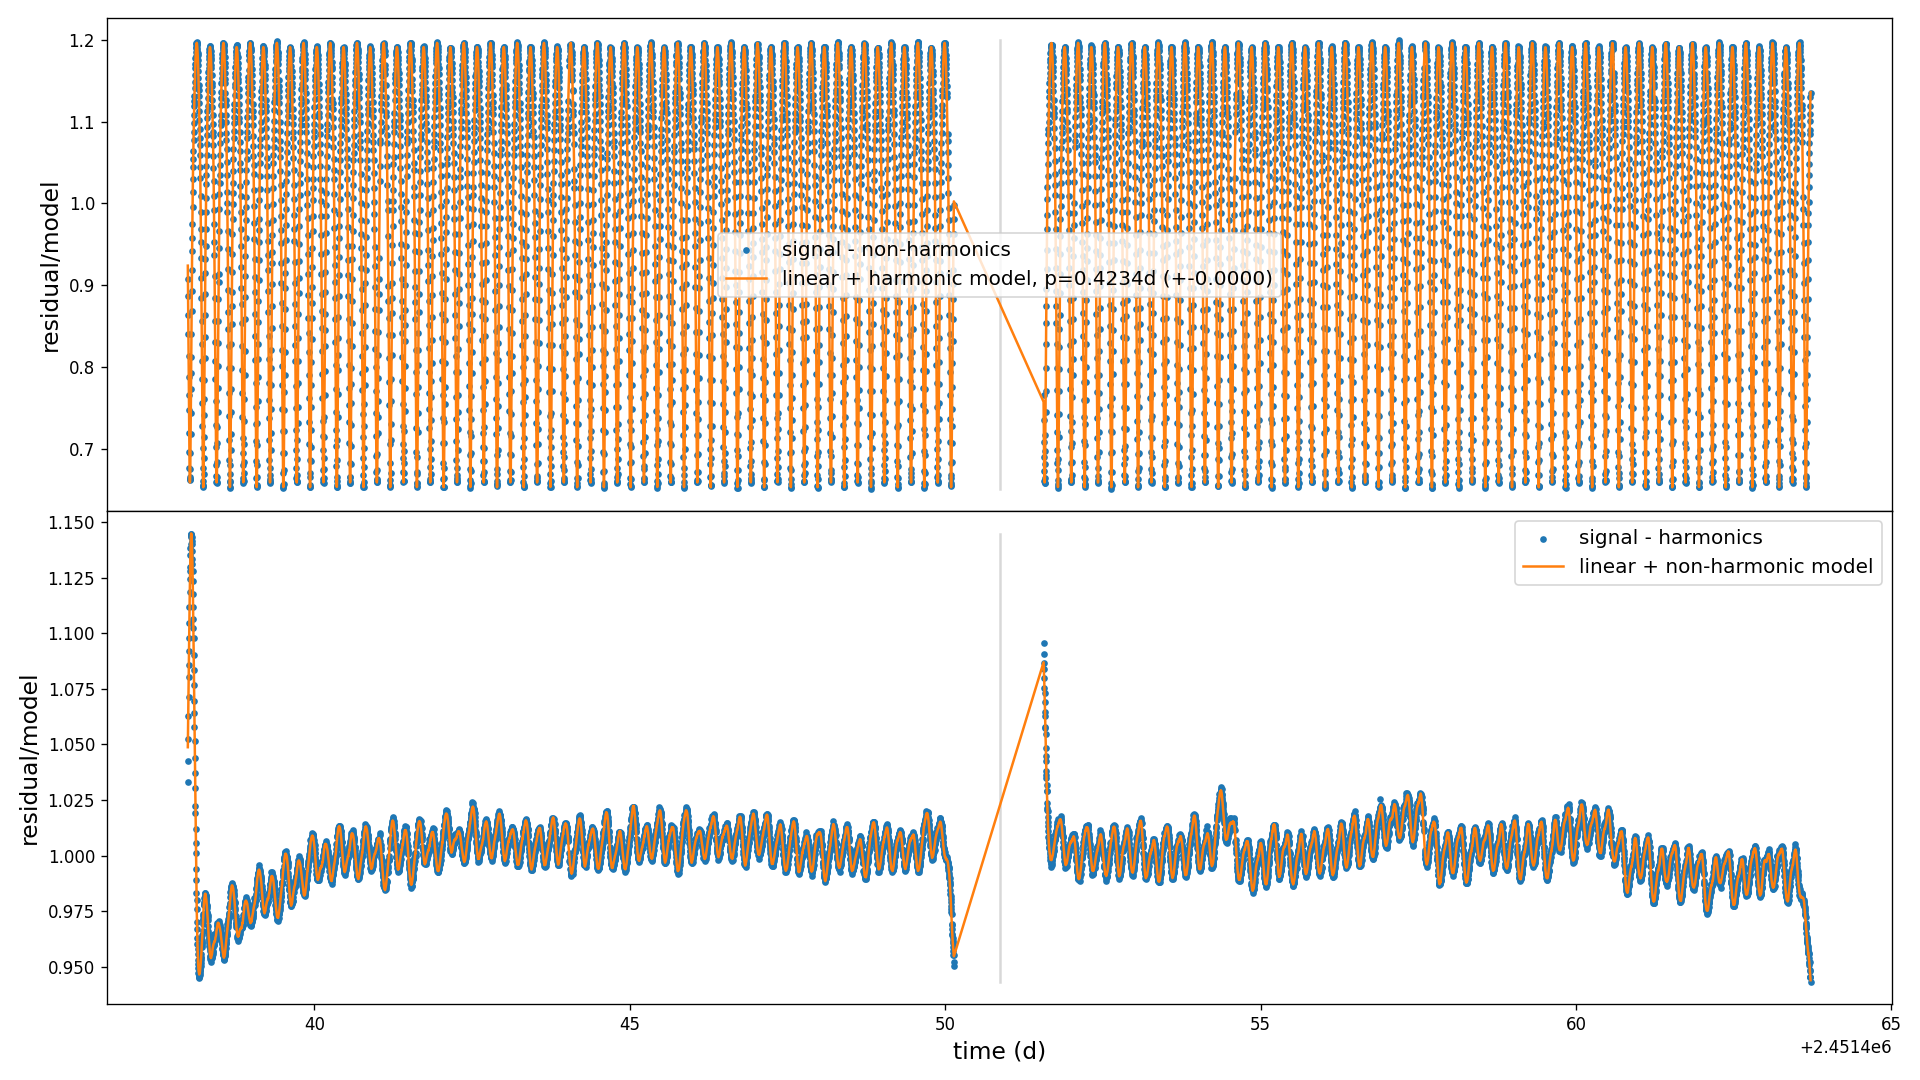 1.2
1.1
1.0
0.9
0.8
0.7
residual/model
signal - non-harmonics
linear + harmonic model, p=0.4234d (+-0.0000)
1.150
1.125
1.100
1.075
1.050
1.025
1.000
0.975
0.950
residual/model
signal - harmonics
linear + non-harmonic model
40 45 50 55 60 65
time (d)
+2.4514e6